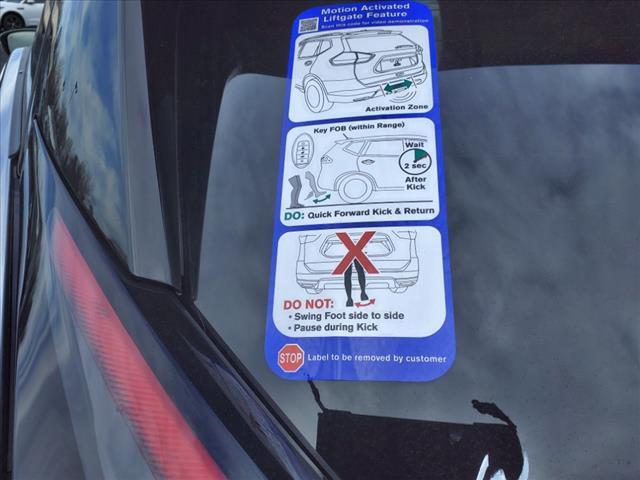 Motion Activated
Liftgate Feature
Scan this code for video demonstration
Activation Zone
Key FOB (within Range)
Wait
2 sec
After
Kick
DO: Quick Forward Kick & Return
X
DO NOT:
• Swing Foot side to side
• Pause during Kick
STOP Label to be removed by customer